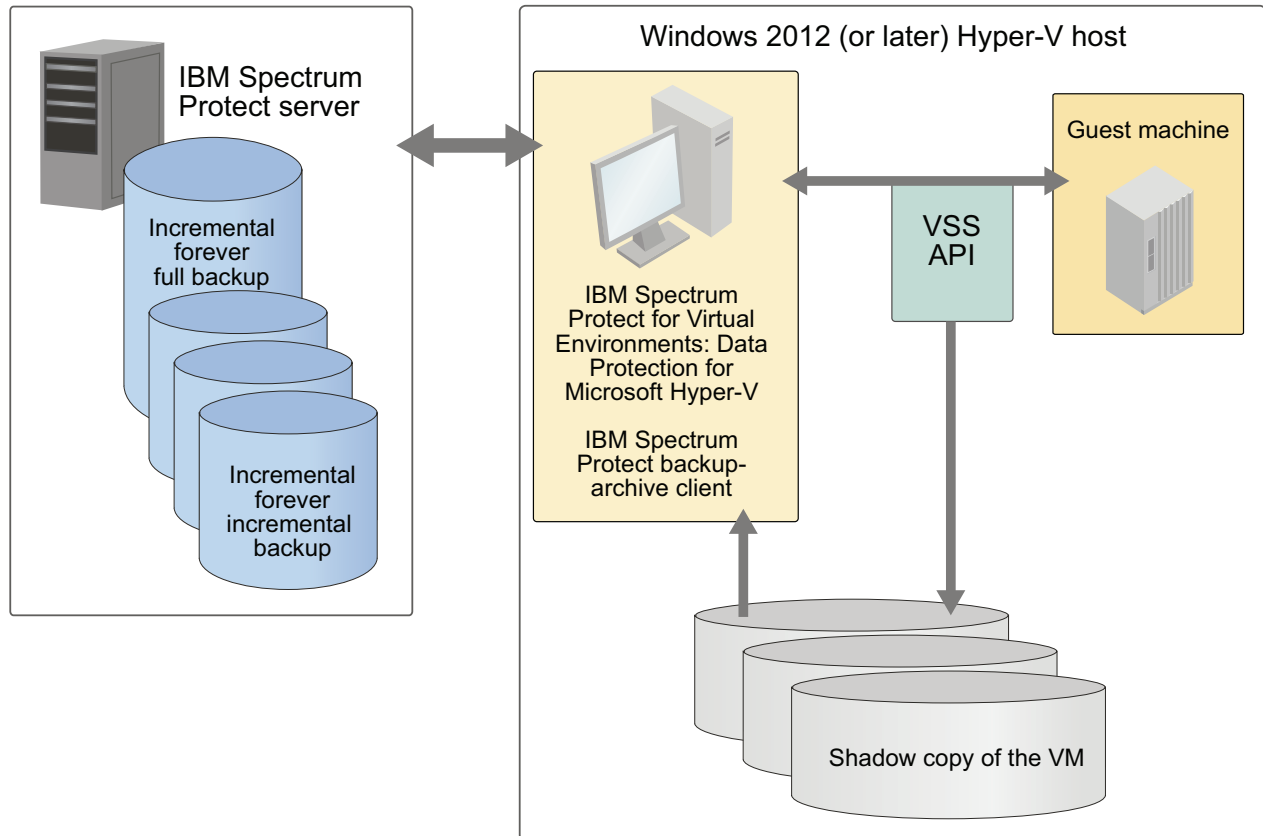 IBM Spectrum
Protect server
Incremental
forever
full backup
Incremental
forever
incremental
backup
Windows 2012 (or later) Hyper-V host
IBM Spectrum
Protect for Virtual
Environments: Data
Protection for
Microsoft Hyper-V
IBM Spectrum
Protect backup-
archive client
VSS
API
Guest machine
Shadow copy of the VM